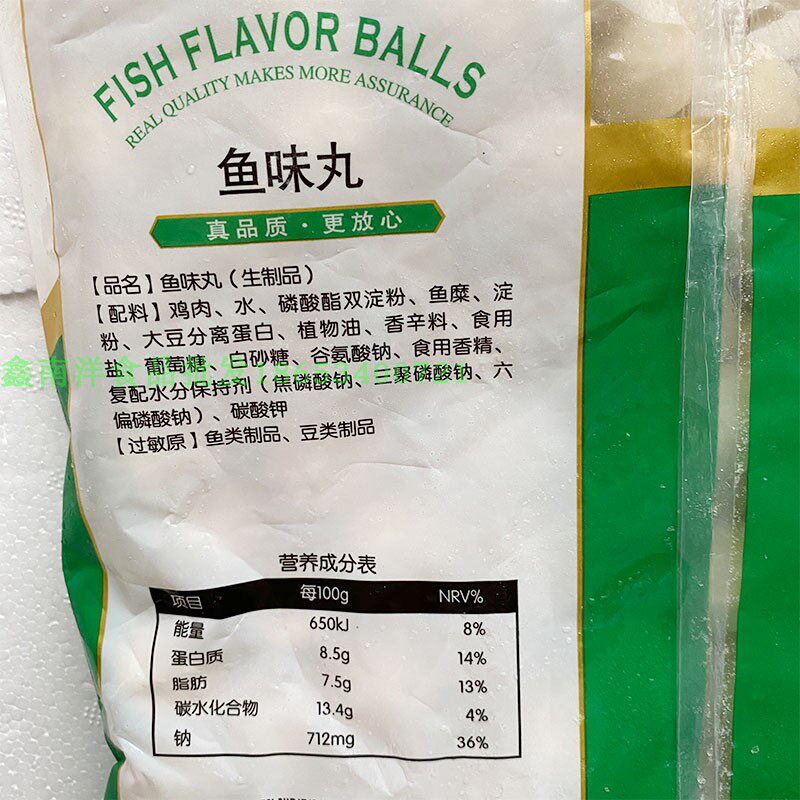 FISH FLAVOR BALLS
REAL QUALITY MAKES MORE ASSURANCE
鱼味丸
真品质·更放心
【品名】鱼味丸（生制品）
【配料】鸡肉、水、磷酸酯双淀粉、鱼糜、淀
粉、大豆分离蛋白、植物油、香辛料、食用
盐、葡萄糖、白砂糖、谷氨酸钠、食用香精、
复配水分保持剂（焦磷酸钠、三聚磷酸钠、六
偏磷酸钠）、碳酸钾
【过敏原】鱼类制品、豆类制品
鑫南洋食品批发
营养成分表
项目 每100g NRV%
能量 650kJ 8%
蛋白质 8.5g 14%
脂肪 7.5g 13%
碳水化合物 13.4g 4%
钠 712mg 36%